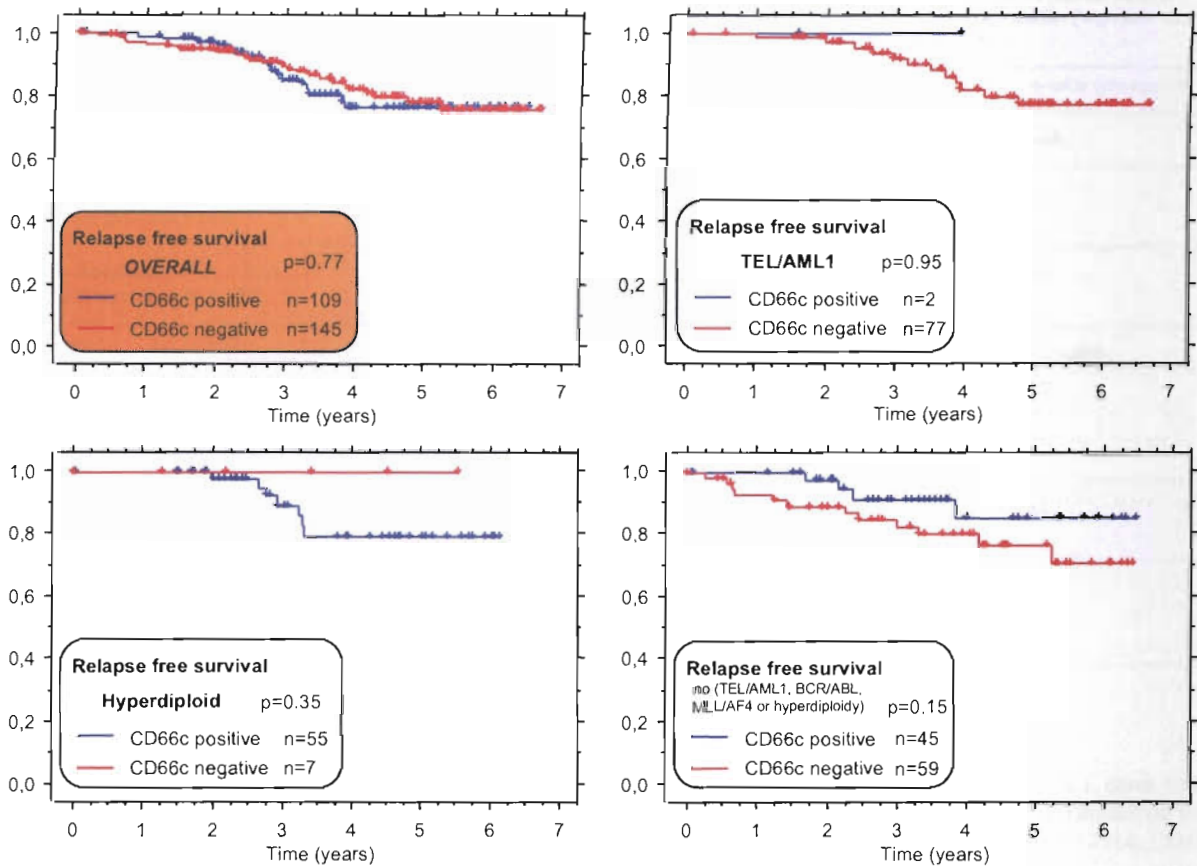 1,0
0,8
0,6
0,4
0,2
0,0
Relapse free survival
OVERALL p=0.77
CD66c positive n=109
CD66c negative n=145
0 1 2 3 4 5 6 7
Time (years)
1,0
0,8
0,6
0,4
0,2
0,0
Relapse free survival
TEL/AML1 p=0.95
CD66c positive n=2
CD66c negative n=77
0 1 2 3 4 5 6 7
Time (years)
1,0
0,8
0,6
0,4
0,2
0,0
Relapse free survival
Hyperdiploid p=0.35
CD66c positive n=55
CD66c negative n=7
0 1 2 3 4 5 6 7
Time (years)
1,0
0,8
0,6
0,4
0,2
0,0
Relapse free survival
no (TEL/AML1, BCR/ABL,
MLL/AF4 or hyperdiploidy) p=0.15
CD66c positive n=45
CD66c negative n=59
0 1 2 3 4 5 6 7
Time (years)